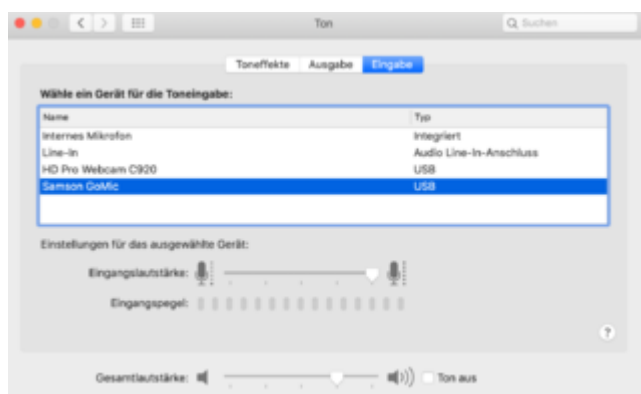 Ton
Suchen
Toneffekte Ausgabe Eingabe
Wähle ein Gerät für die Toneingabe:
Name Typ
Internes Mikrofon Integriert
Line-In Audio Line-In-Anschluss
HD Pro Webcam C920 USB
Samson GoMic USB
Einstellungen für das ausgewählte Gerät:
Eingangslautstärke:
Eingangspegel:
?
Gesamtlautstärke: Ton aus